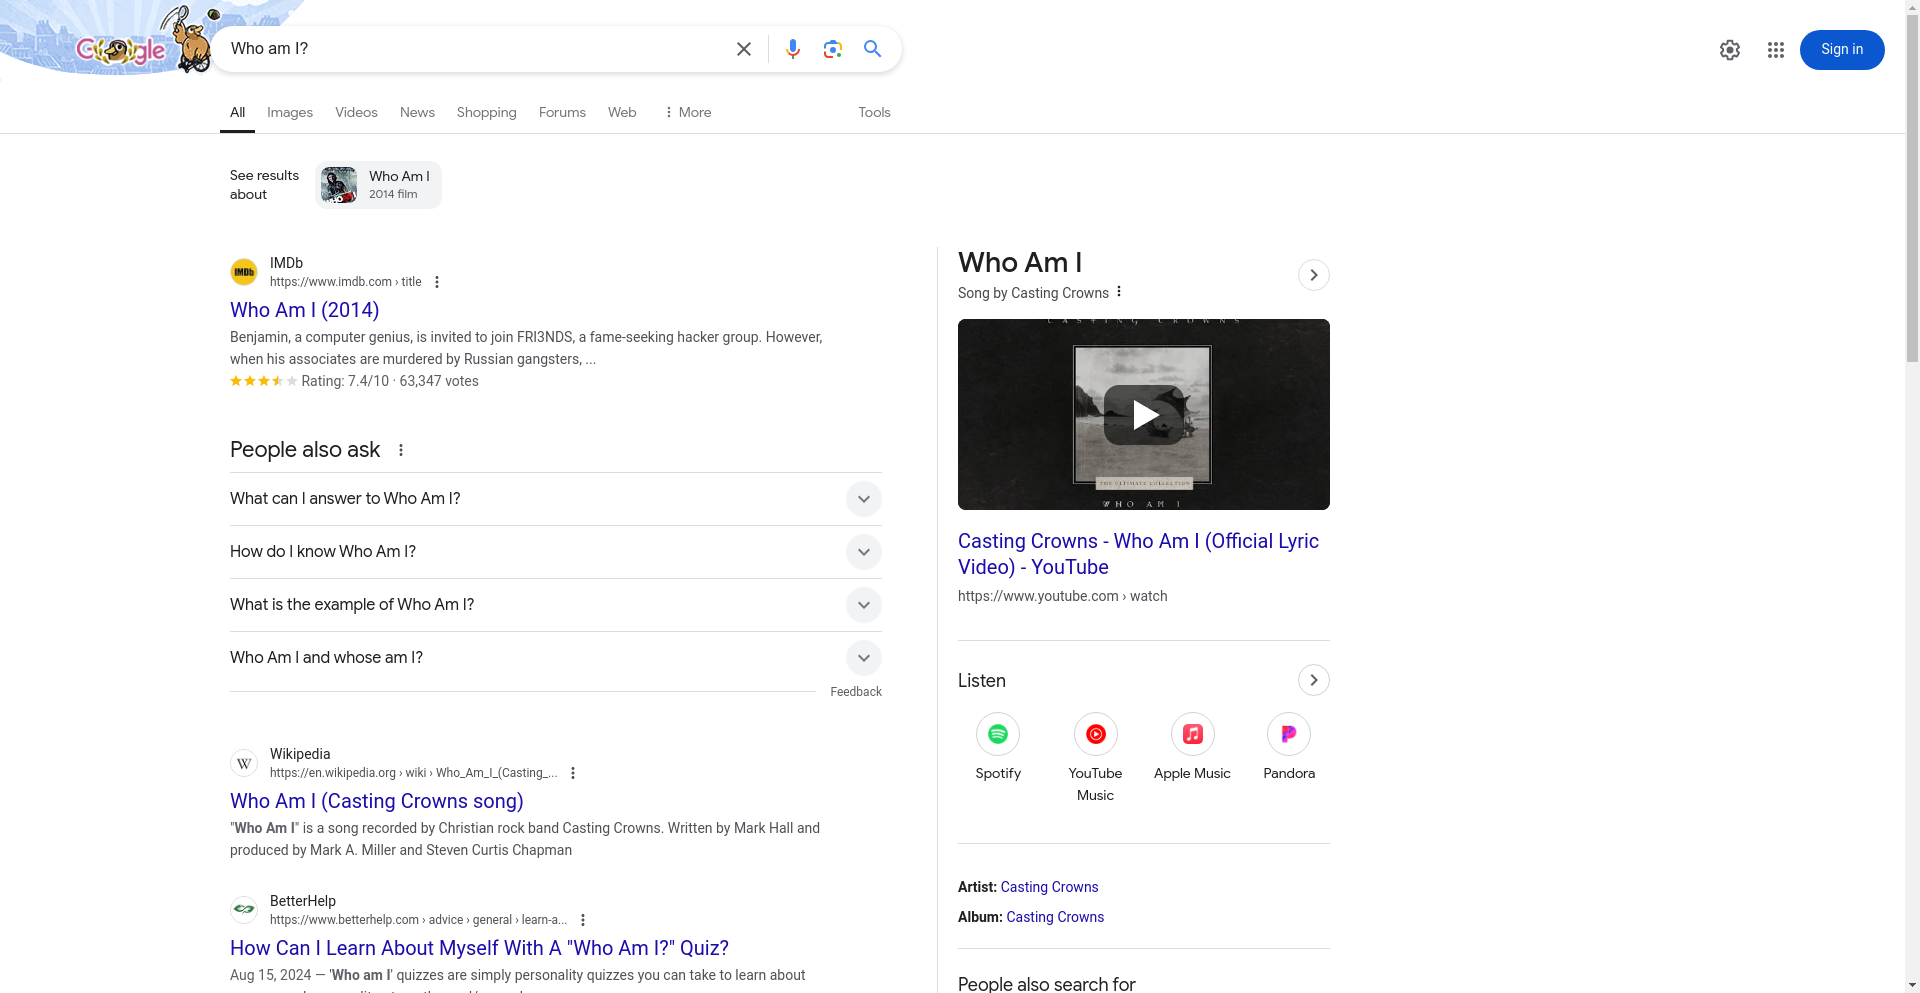 Google
Who am I?
Sign in
All
Images
Videos
News
Shopping
Forums
Web
More
Tools
See results
about
Who Am I
2014 film
IMDb
IMDb
https://www.imdb.com › title
Who Am I (2014)
Benjamin, a computer genius, is invited to join FRI3NDS, a fame-seeking hacker group. However,
when his associates are murdered by Russian gangsters, ...
Rating: 7.4/10 · 63,347 votes
People also ask
What can I answer to Who Am I?
How do I know Who Am I?
What is the example of Who Am I?
Who Am I and whose am I?
Feedback
W
Wikipedia
https://en.wikipedia.org › wiki › Who_Am_I_(Casting_...
Who Am I (Casting Crowns song)
"Who Am I" is a song recorded by Christian rock band Casting Crowns. Written by Mark Hall and
produced by Mark A. Miller and Steven Curtis Chapman
BetterHelp
https://www.betterhelp.com › advice › general › learn-a...
How Can I Learn About Myself With A "Who Am I?" Quiz?
Aug 15, 2024 — 'Who am I' quizzes are simply personality quizzes you can take to learn about
Who Am I
Song by Casting Crowns
CASTING CROWNS
THE ULTIMATE COLLECTION
WHO AM I
Casting Crowns - Who Am I (Official Lyric
Video) - YouTube
https://www.youtube.com › watch
Listen
Spotify
YouTube
Music
Apple Music
Pandora
Artist: Casting Crowns
Album: Casting Crowns
People also search for